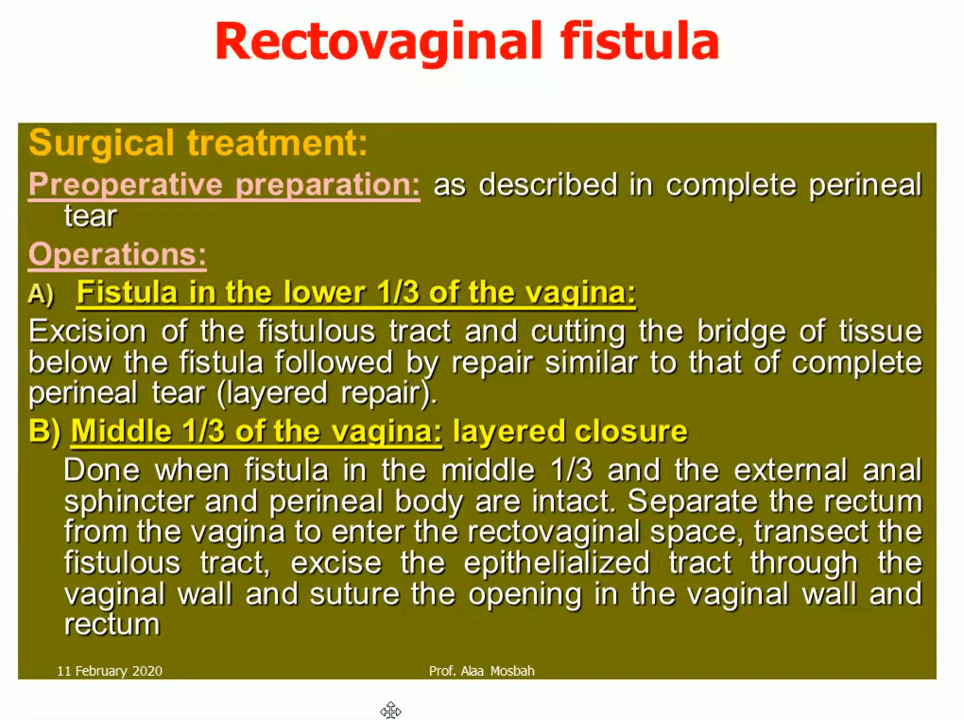 Rectovaginal fistula
Surgical treatment:
Preoperative preparation: as described in complete perineal
tear
Operations:
A) Fistula in the lower 1/3 of the vagina:
Excision of the fistulous tract and cutting the bridge of tissue
below the fistula followed by repair similar to that of complete
perineal tear (layered repair).
B) Middle 1/3 of the vagina: layered closure
Done when fistula in the middle 1/3 and the external anal
sphincter and perineal body are intact. Separate the rectum
from the vagina to enter the rectovaginal space, transect the
fistulous tract, excise the epithelialized tract through the
vaginal wall and suture the opening in the vaginal wall and
rectum
11 February 2020 Prof. Alaa Mosbah